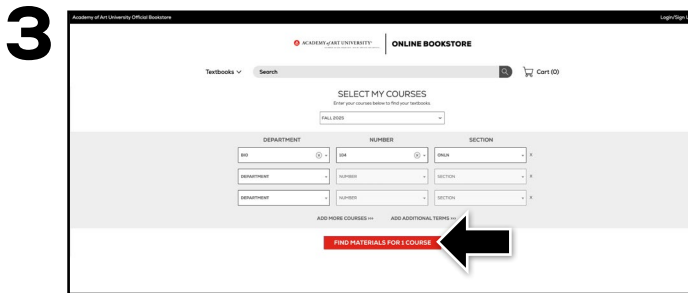 3
Academy of Art University Official Bookstore
Login/Sign U
ACADEMY of ART UNIVERSITY
ONLINE BOOKSTORE
Textbooks
Search
Cart (0)
SELECT MY COURSES
Enter your courses below to find your textbooks.
FALL 2025
DEPARTMENT NUMBER SECTION
BIO 104 ONLN X
DEPARTMENT NUMBER SECTION X
DEPARTMENT NUMBER SECTION X
ADD MORE COURSES >>> ADD ADDITIONAL TERMS >>>
FIND MATERIALS FOR 1 COURSE